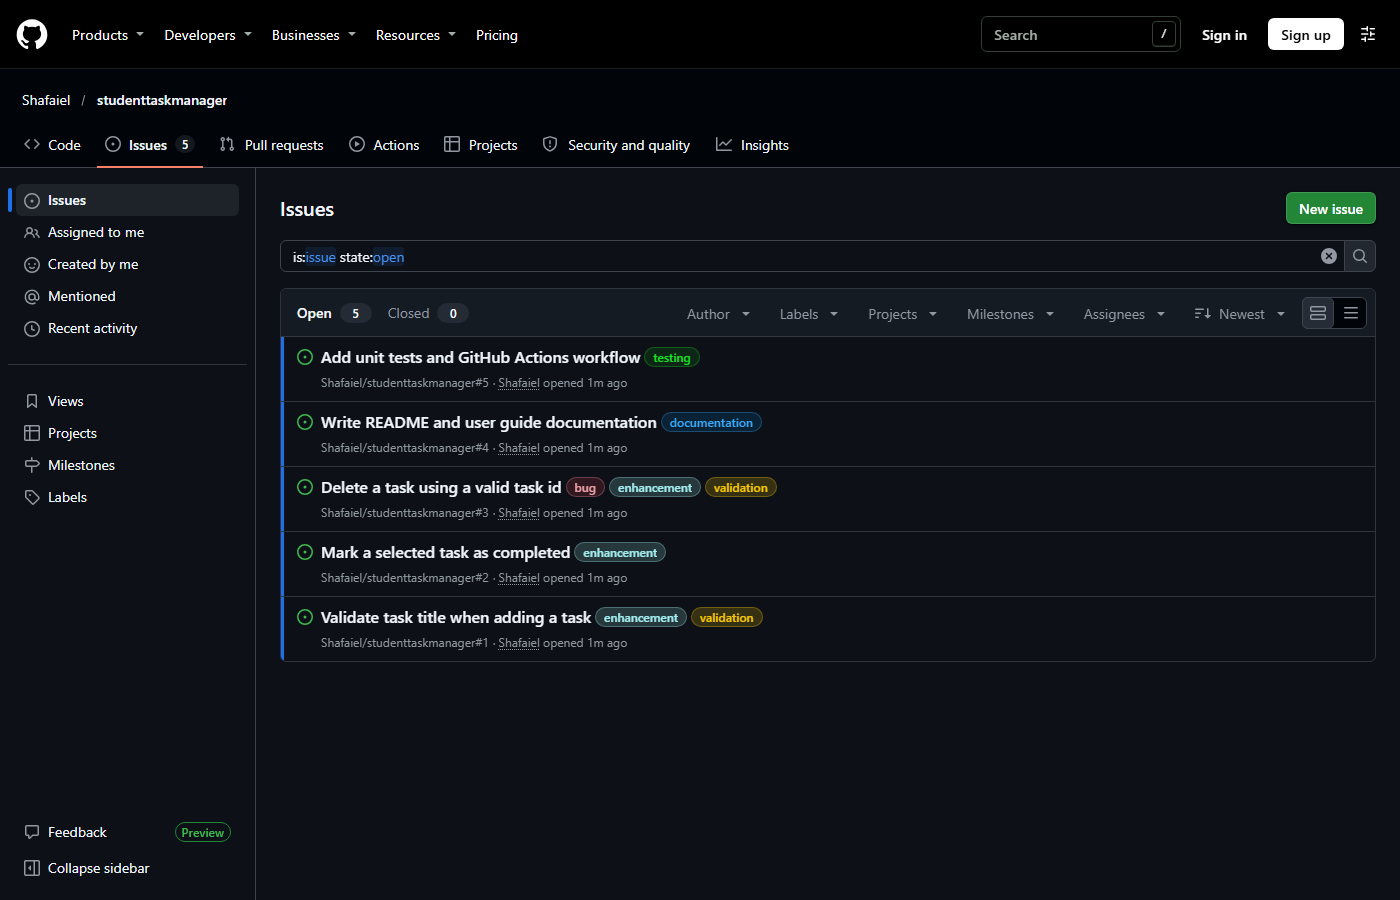 Products Developers Businesses Resources Pricing Search / Sign in Sign up
Shafaiel / studenttaskmanager
Code Issues 5 Pull requests Actions Projects Security and quality Insights
Issues
Assigned to me
Created by me
Mentioned
Recent activity
Views
Projects
Milestones
Labels
Feedback Preview
Collapse sidebar
Issues New issue
is:issue state:open
Open 5 Closed 0 Author Labels Projects Milestones Assignees Newest
Add unit tests and GitHub Actions workflow testing
Shafaiel/studenttaskmanager#5 · Shafaiel opened 1m ago
Write README and user guide documentation documentation
Shafaiel/studenttaskmanager#4 · Shafaiel opened 1m ago
Delete a task using a valid task id bug enhancement validation
Shafaiel/studenttaskmanager#3 · Shafaiel opened 1m ago
Mark a selected task as completed enhancement
Shafaiel/studenttaskmanager#2 · Shafaiel opened 1m ago
Validate task title when adding a task enhancement validation
Shafaiel/studenttaskmanager#1 · Shafaiel opened 1m ago